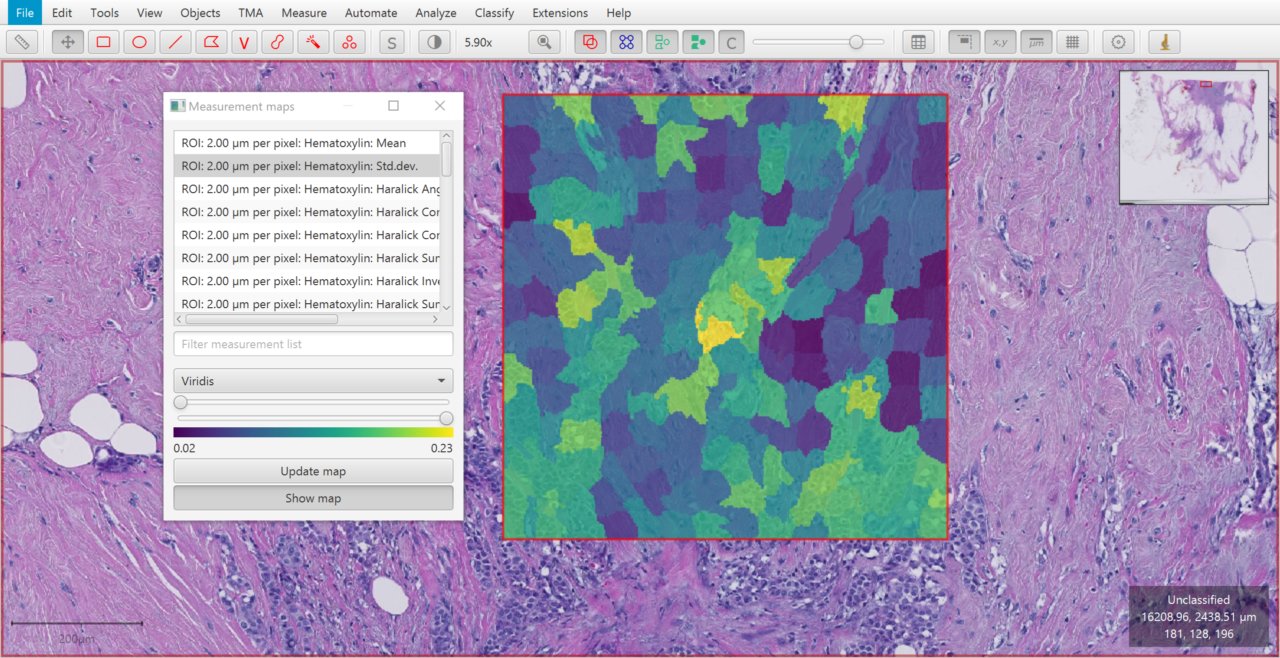 File Edit Tools View Objects TMA Measure Automate Analyze Classify Extensions Help
V S 5.90x C x,y µm
Measurement maps
ROI: 2.00 µm per pixel: Hematoxylin: Mean
ROI: 2.00 µm per pixel: Hematoxylin: Std.dev.
ROI: 2.00 µm per pixel: Hematoxylin: Haralick Ang
ROI: 2.00 µm per pixel: Hematoxylin: Haralick Cor
ROI: 2.00 µm per pixel: Hematoxylin: Haralick Cor
ROI: 2.00 µm per pixel: Hematoxylin: Haralick Sum
ROI: 2.00 µm per pixel: Hematoxylin: Haralick Inve
ROI: 2.00 µm per pixel: Hematoxylin: Haralick Sum
Filter measurement list
Viridis
0.02 0.23
Update map
Show map
200µm
Unclassified
16208.96, 2438.51 µm
181, 128, 196